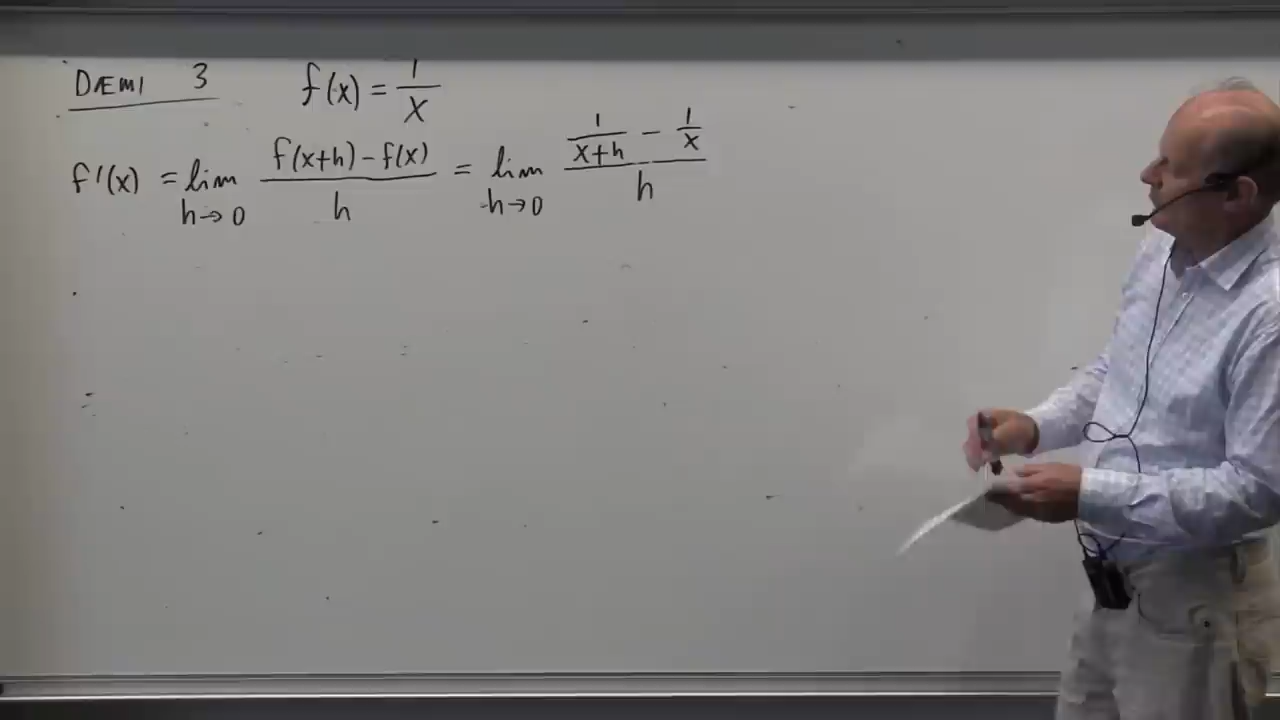 DÆMI 3 f(x) = 1/x
f'(x) = lim h→0 (f(x+h) - f(x))/h = lim h→0 (1/(x+h) - 1/x)/h